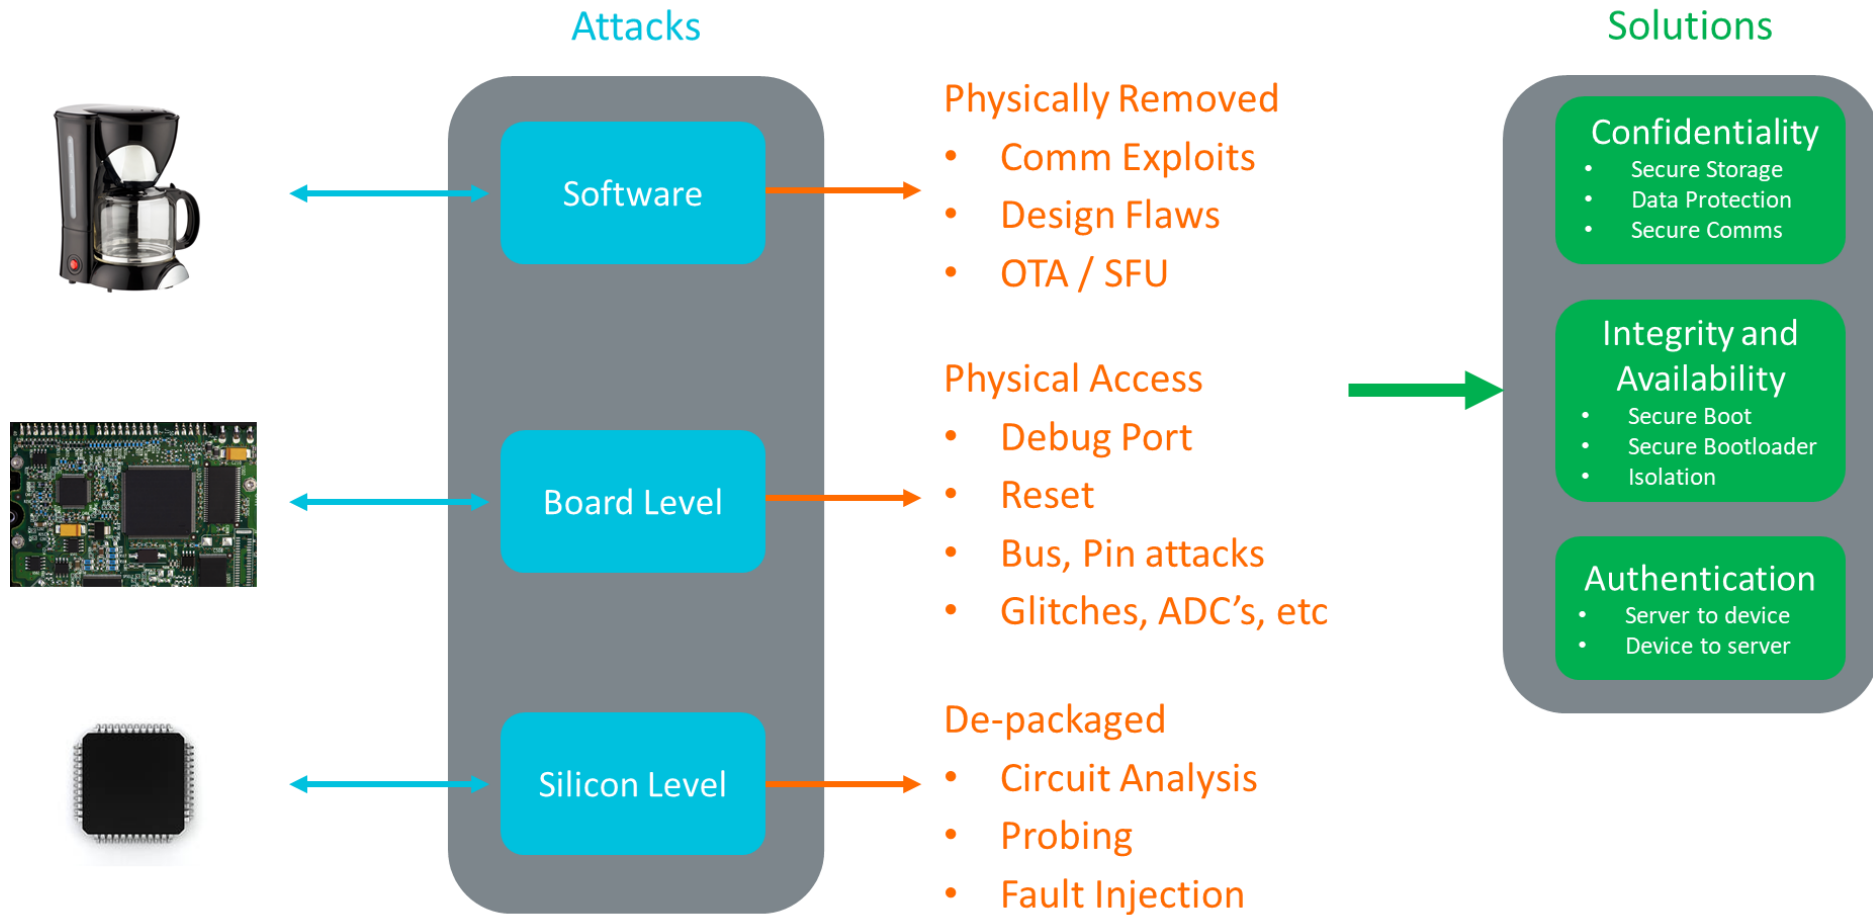 Attacks
Solutions
Software
Board Level
Silicon Level
Physically Removed
• Comm Exploits
• Design Flaws
• OTA / SFU
Physical Access
• Debug Port
• Reset
• Bus, Pin attacks
• Glitches, ADC’s, etc
De-packaged
• Circuit Analysis
• Probing
• Fault Injection
Confidentiality
• Secure Storage
• Data Protection
• Secure Comms
Integrity and
Availability
• Secure Boot
• Secure Bootloader
• Isolation
Authentication
• Server to device
• Device to server